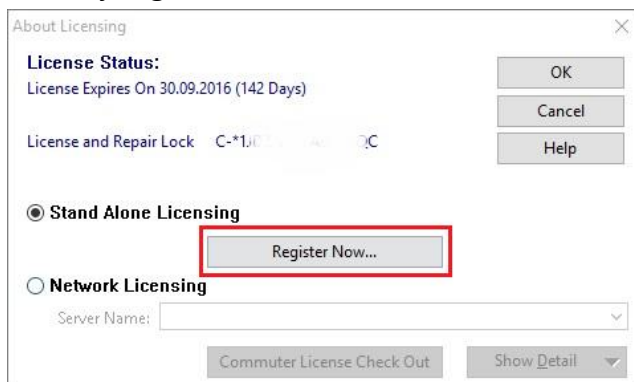 About Licensing
License Status:
OK
License Expires On 30.09.2016 (142 Days)
Cancel
License and Repair Lock
Help
Stand Alone Licensing
Register Now...
Network Licensing
Server Name:
Commuter License Check Out
Show Detail